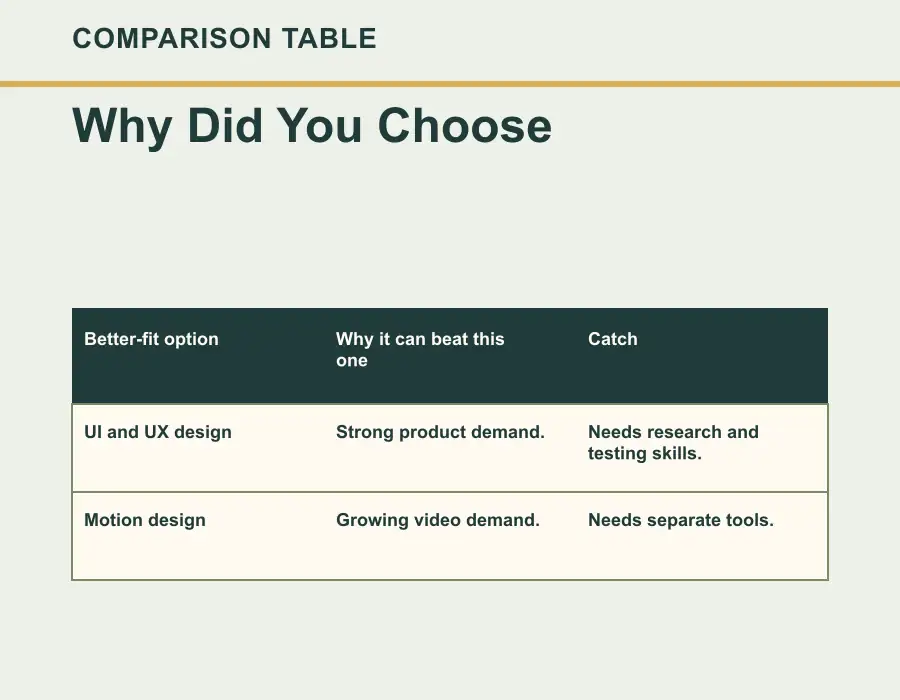 COMPARISON TABLE
Why Did You Choose
Better-fit option
Why it can beat this
one
Catch
UI and UX design
Strong product demand.
Needs research and
testing skills.
Motion design
Growing video demand.
Needs separate tools.